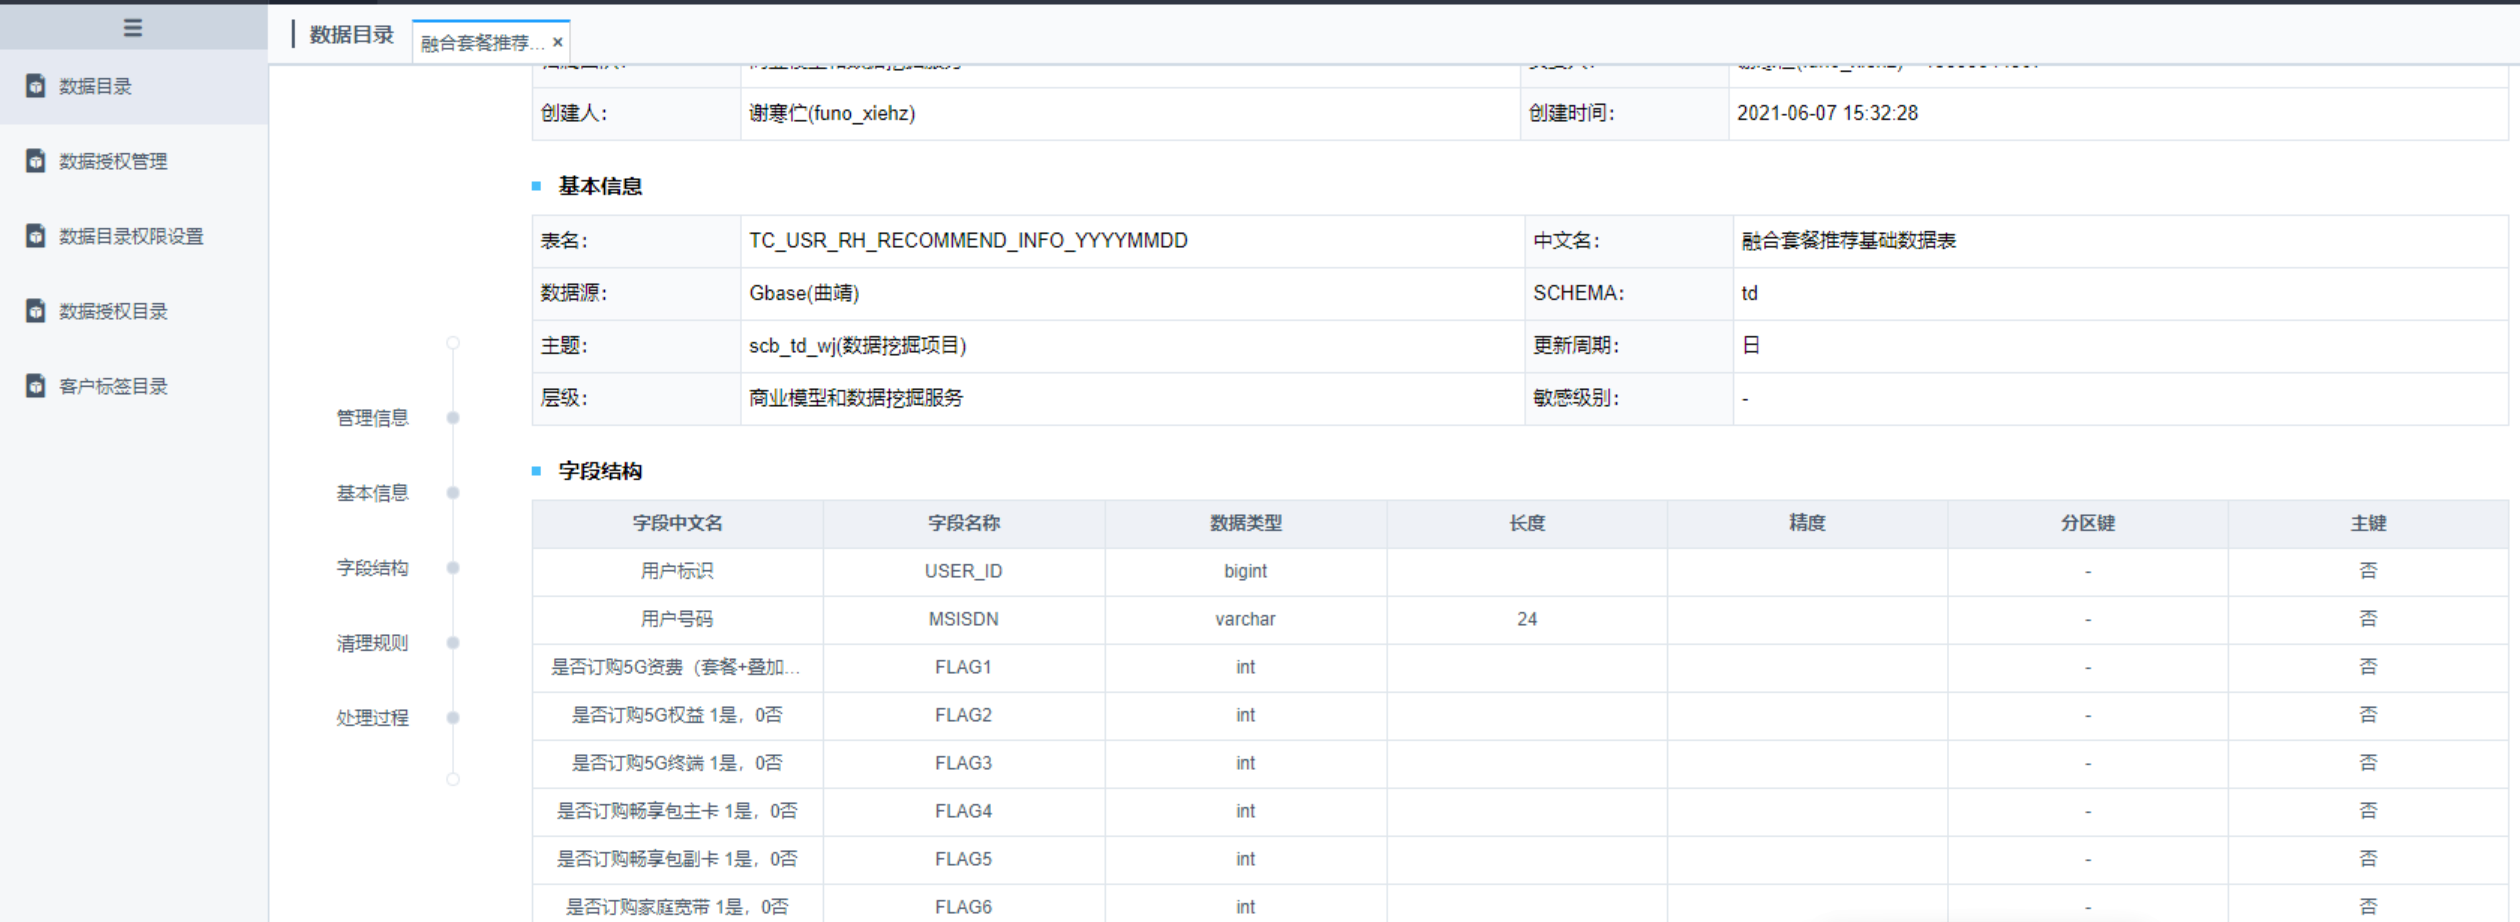 数据目录 融合套餐推荐... ×
数据目录
数据授权管理
数据目录权限设置
数据授权目录
客户标签目录
管理信息
基本信息
字段结构
清理规则
处理过程
创建人： 谢寒伫(funo_xiehz) 创建时间： 2021-06-07 15:32:28
基本信息
表名： TC_USR_RH_RECOMMEND_INFO_YYYYMMDD 中文名： 融合套餐推荐基础数据表
数据源： Gbase(曲靖) SCHEMA: td
主题： scb_td_wj(数据挖掘项目) 更新周期： 日
层级： 商业模型和数据挖掘服务 敏感级别： -
字段结构
字段中文名 字段名称 数据类型 长度 精度 分区键 主键
用户标识 USER_ID bigint - 否
用户号码 MSISDN varchar 24 - 否
是否订购5G资费（套餐+叠加... FLAG1 int - 否
是否订购5G权益 1是，0否 FLAG2 int - 否
是否订购5G终端 1是，0否 FLAG3 int - 否
是否订购畅享包主卡 1是，0否 FLAG4 int - 否
是否订购畅享包副卡 1是，0否 FLAG5 int - 否
是否订购家庭宽带 1是，0否 FLAG6 int - 否